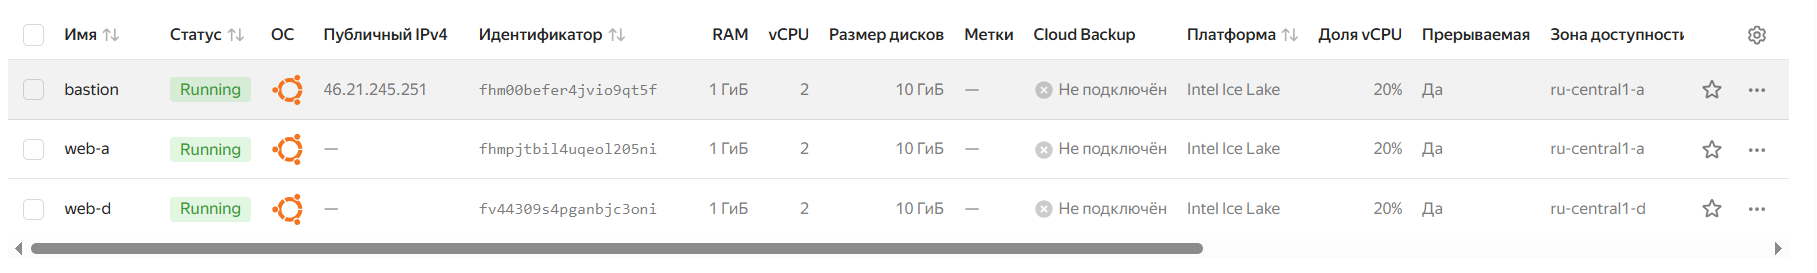 Имя Статус ОС Публичный IPv4 Идентификатор RAM vCPU Размер дисков Метки Cloud Backup Платформа Доля vCPU Прерываемая Зона доступности
bastion Running 46.21.245.251 fhm00befer4jvio9qt5f 1 ГиБ 2 10 ГиБ — Не подключён Intel Ice Lake 20% Да ru-central1-a
web-a Running — fhmpjtbil4uqeol205ni 1 ГиБ 2 10 ГиБ — Не подключён Intel Ice Lake 20% Да ru-central1-a
web-d Running — fv44309s4pganbjc3oni 1 ГиБ 2 10 ГиБ — Не подключён Intel Ice Lake 20% Да ru-central1-d